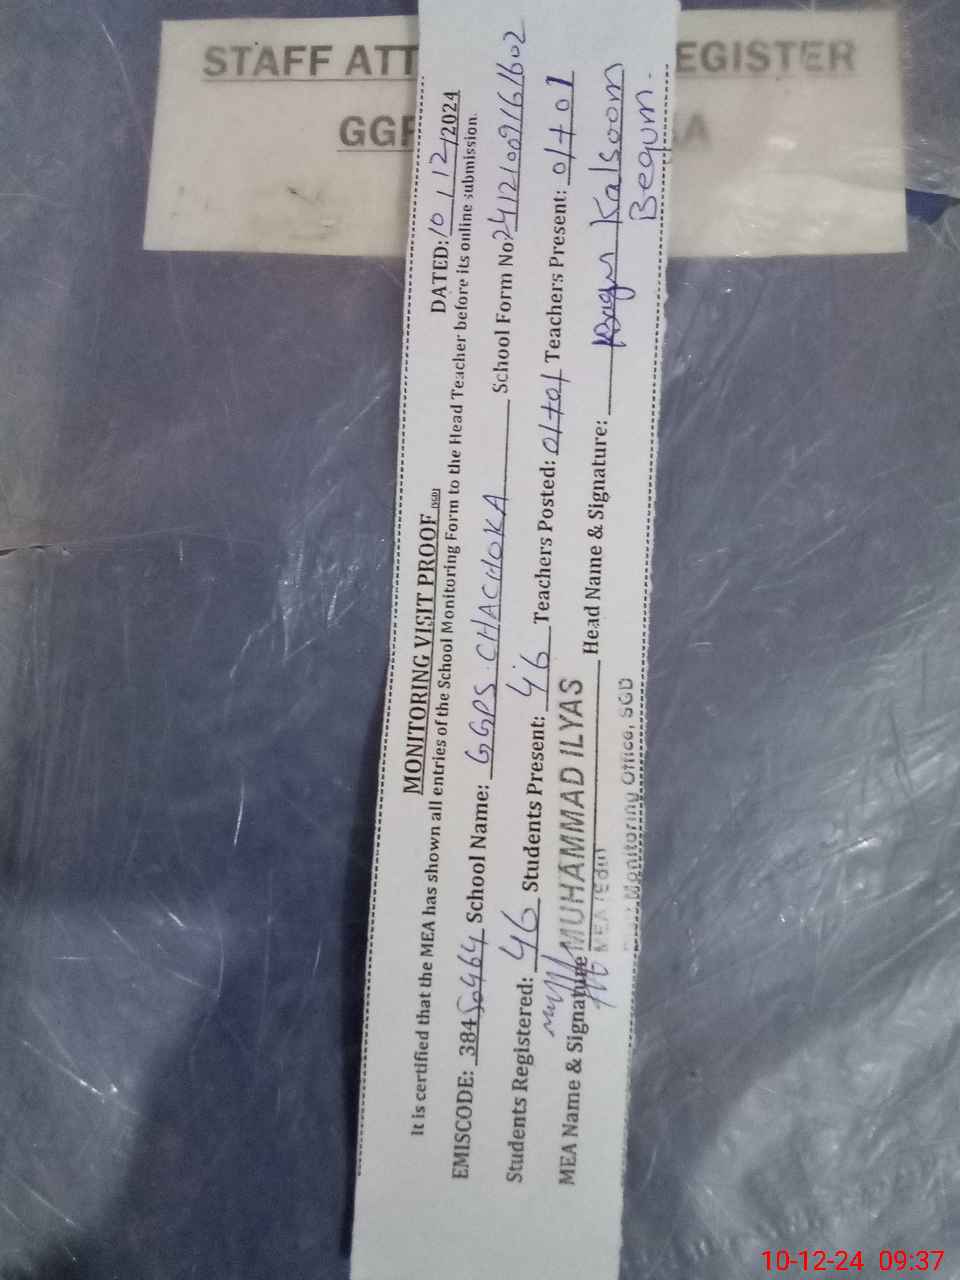 STAFF ATT EGISTER
GGP A
MONITORING VISIT PROOF (SGD)
DATED: 10/12/2024
It is certified that the MEA has shown all entries of the School Monitoring Form to the Head Teacher before its online submission.
EMISCODE: 38450464 School Name: GGPS CHACHOKA School Form No: 24121009161602
Students Registered: 46 Students Present: 46 Teachers Posted: 01+01 Teachers Present: 01+01
MEA Name & Signature MUHAMMAD ILYAS Head Name & Signature: Kalsoom
Begum.
MEA (Edu)
Monitoring Office, SGD
10-12-24 09:37